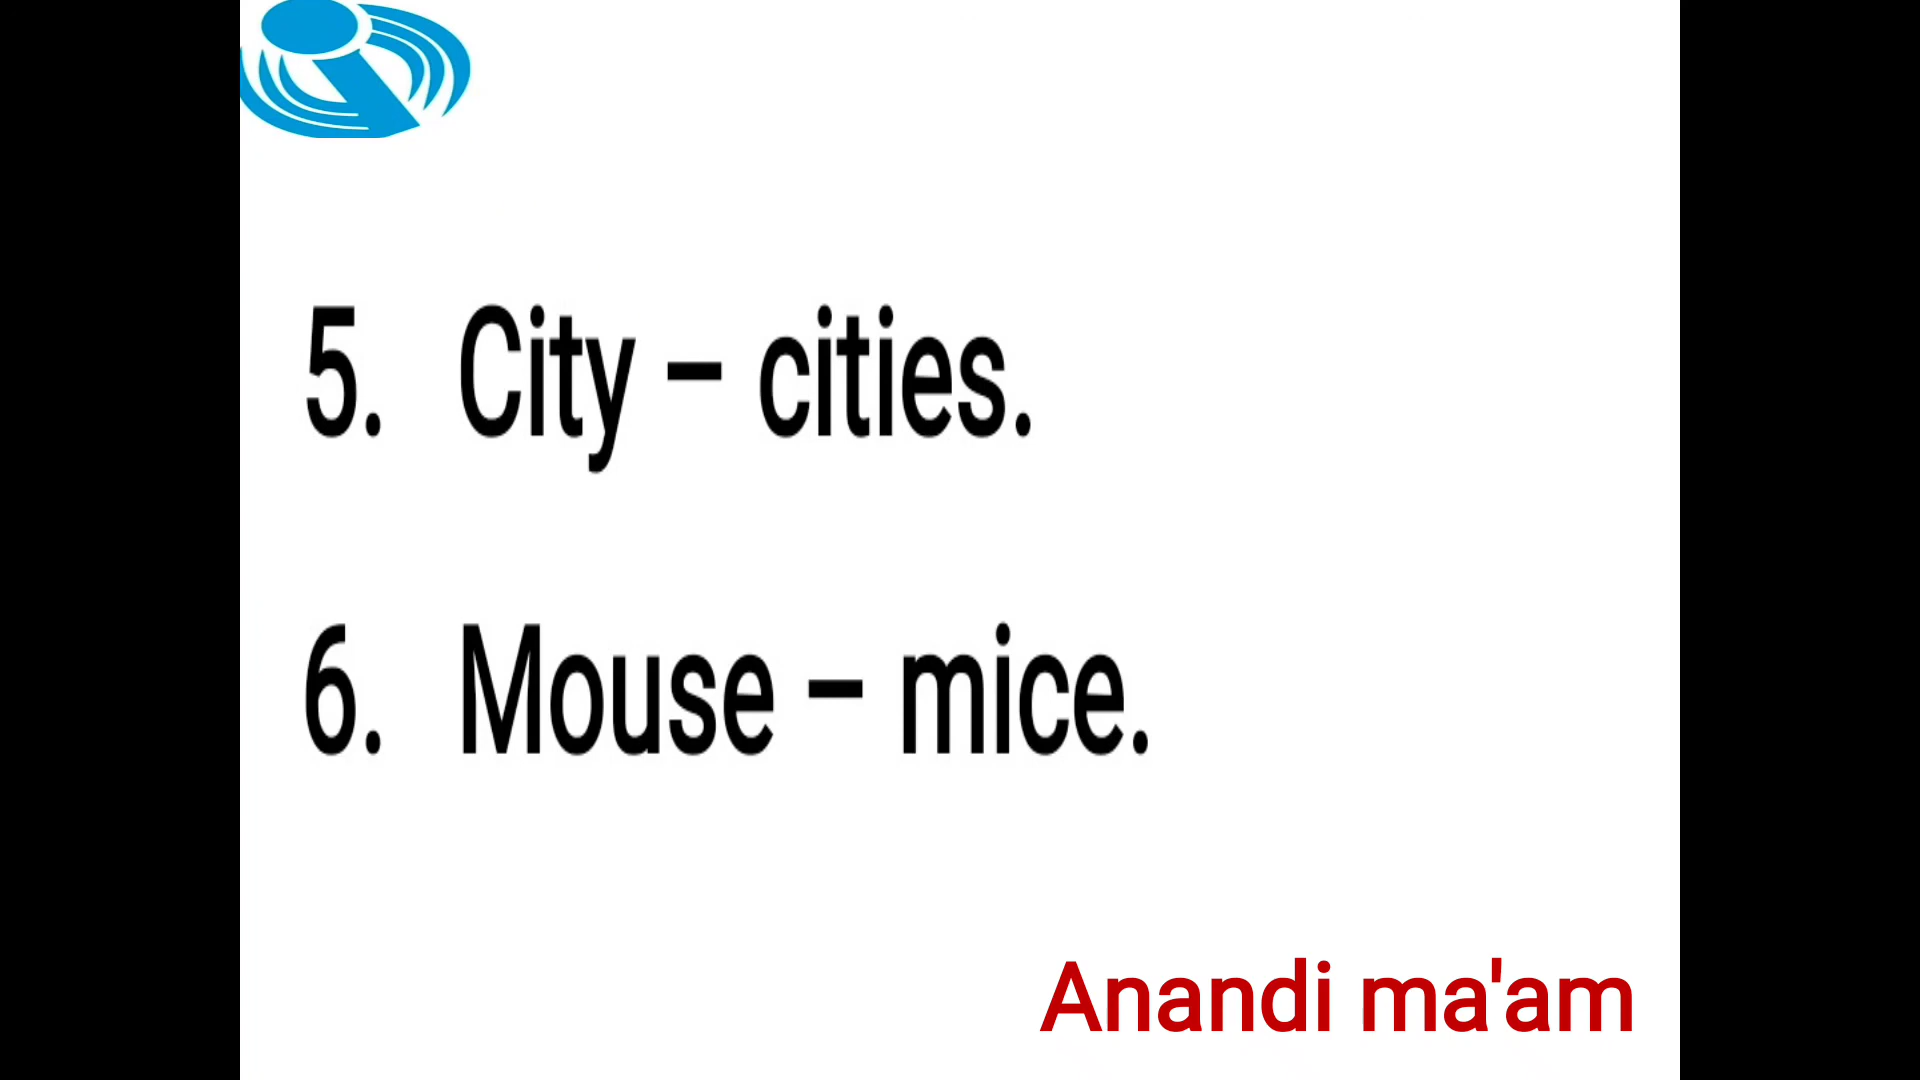 5. City – cities.
6. Mouse – mice.
Anandi ma'am